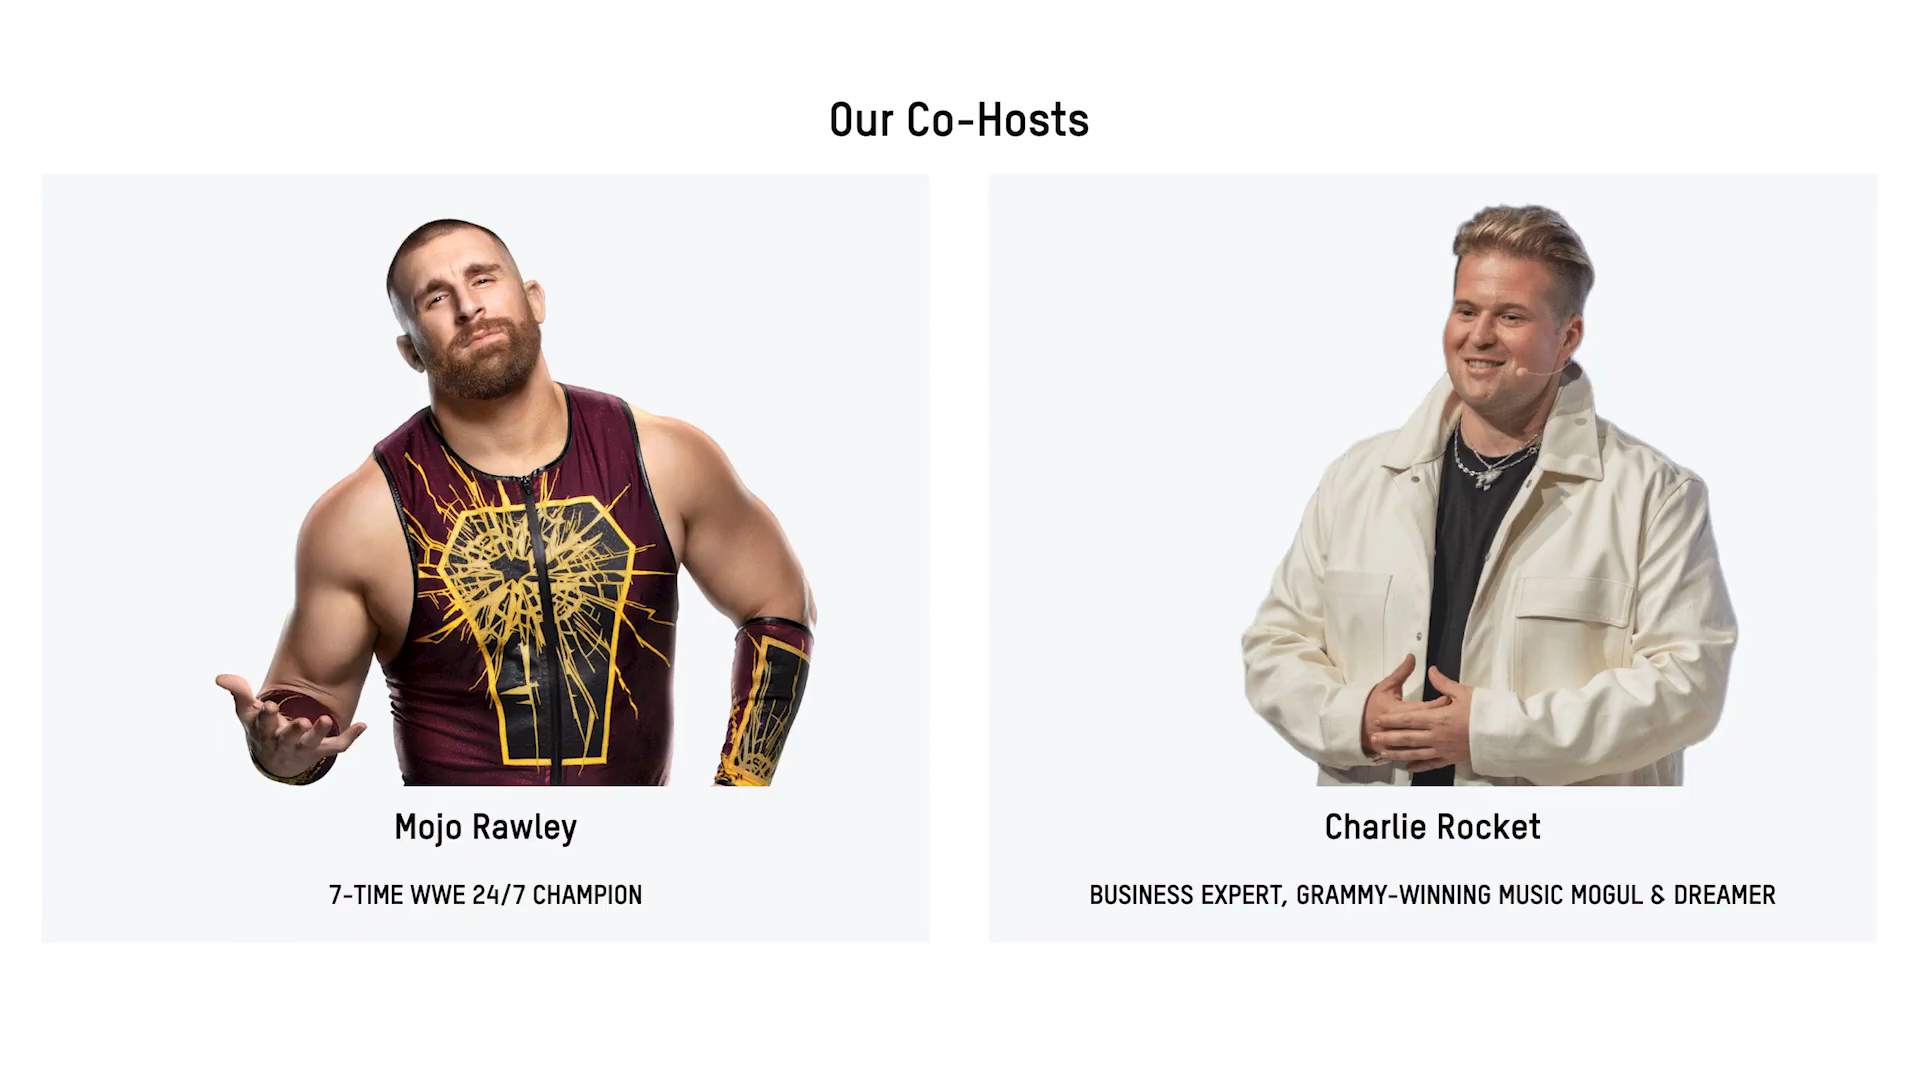 Our Co-Hosts
Mojo Rawley
7-TIME WWE 24/7 CHAMPION
Charlie Rocket
BUSINESS EXPERT, GRAMMY-WINNING MUSIC MOGUL & DREAMER